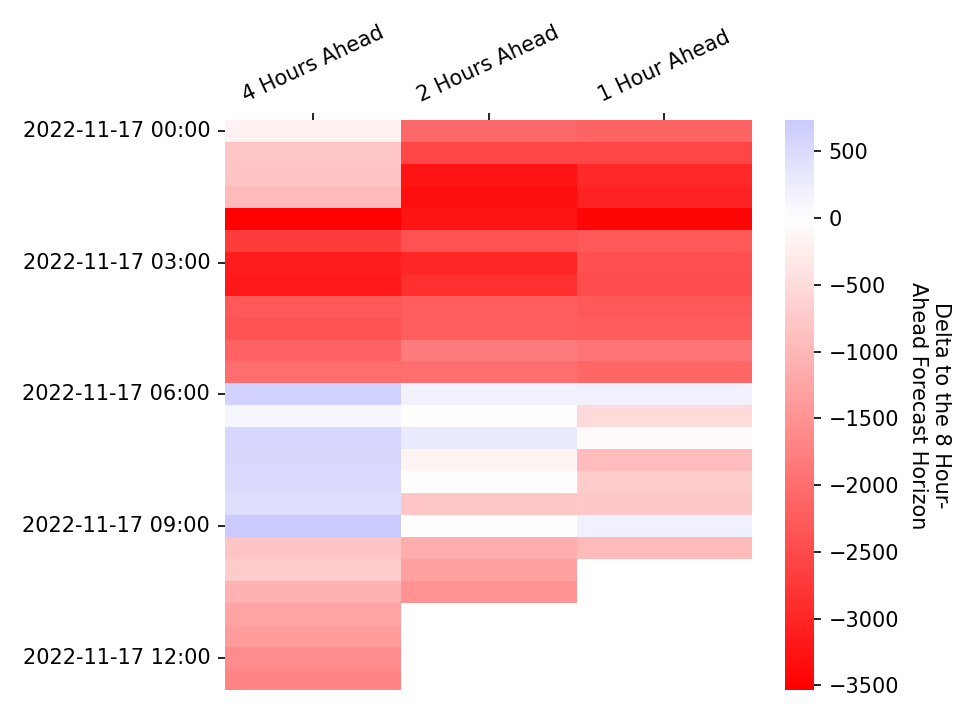 4 Hours Ahead
2 Hours Ahead
1 Hour Ahead
2022-11-17 00:00
2022-11-17 03:00
2022-11-17 06:00
2022-11-17 09:00
2022-11-17 12:00
500
0
−500
−1000
−1500
−2000
−2500
−3000
−3500
Delta to the 8 Hour-
Ahead Forecast Horizon